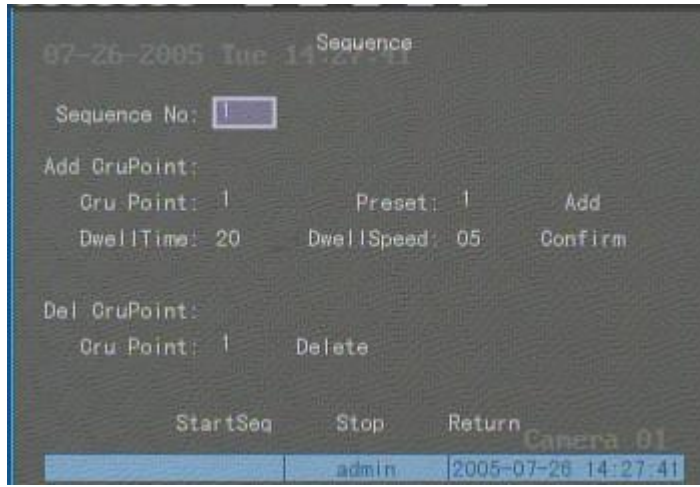 Sequence
07-26-2005 Tue 14:27:41
Sequence No: 1
Add CruPoint:
Cru Point: 1 Preset: 1 Add
DwellTime: 20 DwellSpeed: 05 Confirm
Del CruPoint:
Cru Point: 1 Delete
StartSeq Stop Return
Camera 01
admin 2005-07-26 14:27:41